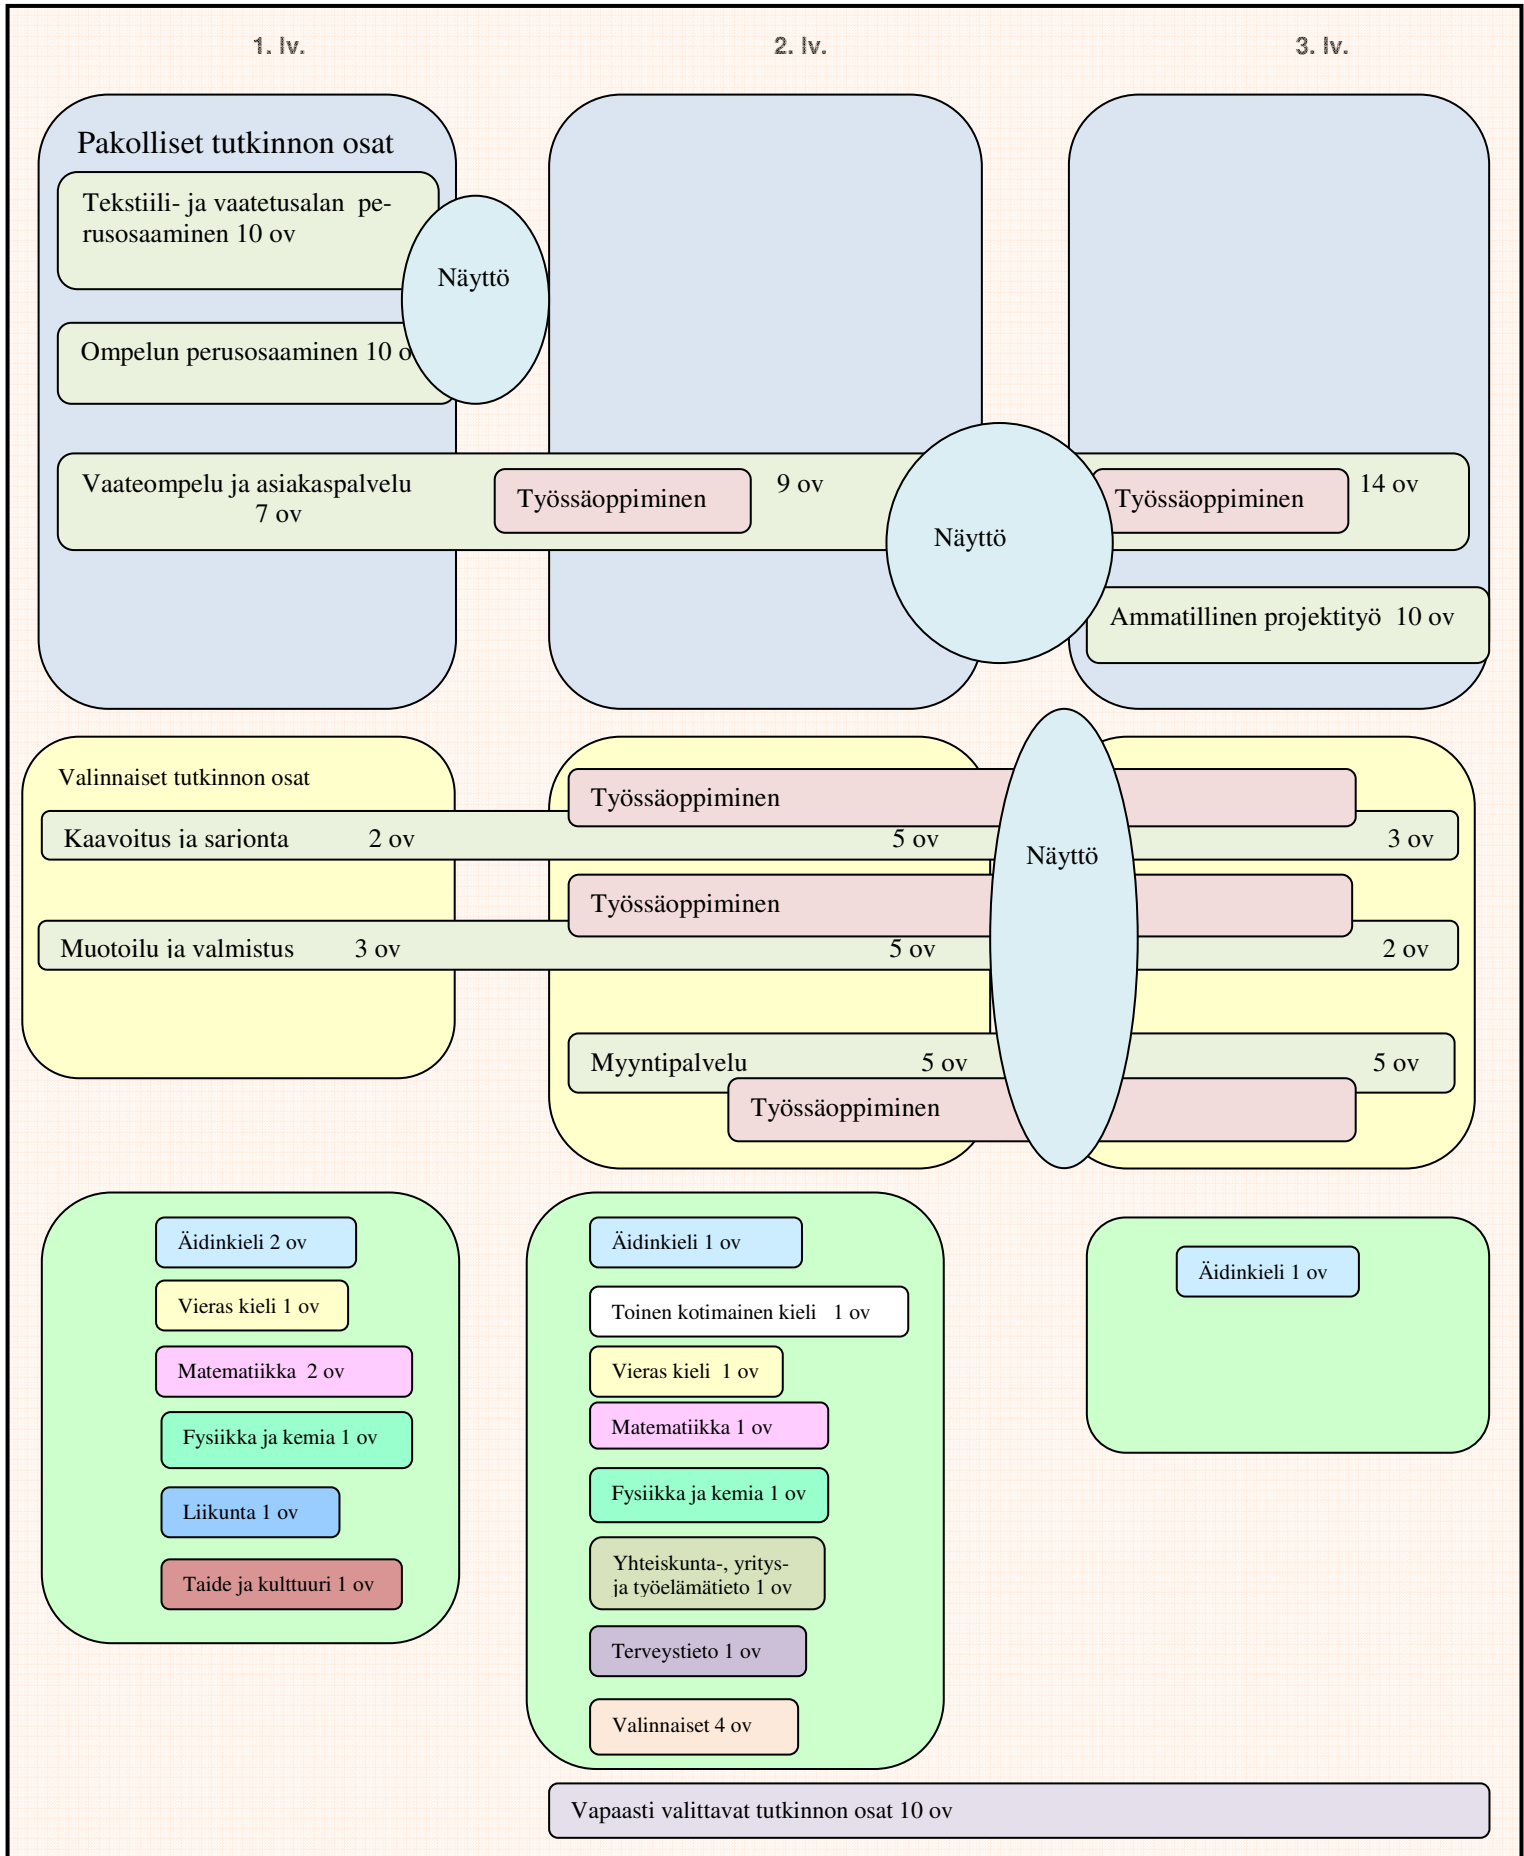 1. lv.
2. lv.
3. lv.
Pakolliset tutkinnon osat
Tekstiili- ja vaatetusalan pe-
rusosaaminen 10 ov
Näyttö
Ompelun perusosaaminen 10 o
Vaateompelu ja asiakaspalvelu
7 ov
Työssäoppiminen
9 ov
Näyttö
Työssäoppiminen
14 ov
Ammatillinen projektityö 10 ov
Valinnaiset tutkinnon osat
Työssäoppiminen
Kaavoitus ja sarjonta 2 ov 5 ov 3 ov
Näyttö
Työssäoppiminen
Muotoilu ja valmistus 3 ov 5 ov 2 ov
Myyntipalvelu 5 ov 5 ov
Työssäoppiminen
Äidinkieli 2 ov
Vieras kieli 1 ov
Matematiikka 2 ov
Fysiikka ja kemia 1 ov
Liikunta 1 ov
Taide ja kulttuuri 1 ov
Äidinkieli 1 ov
Toinen kotimainen kieli 1 ov
Vieras kieli 1 ov
Matematiikka 1 ov
Fysiikka ja kemia 1 ov
Yhteiskunta-, yritys-
ja työelämätieto 1 ov
Terveystieto 1 ov
Valinnaiset 4 ov
Äidinkieli 1 ov
Vapaasti valittavat tutkinnon osat 10 ov